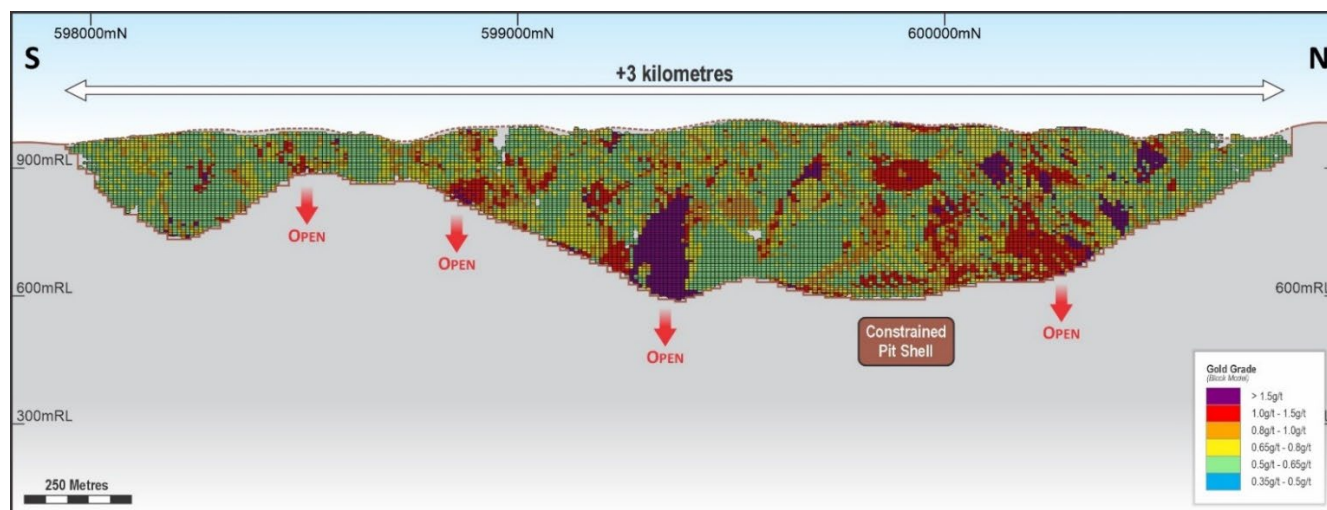 598000mN 599000mN 600000mN
S N
+3 kilometres
900mRL
OPEN
OPEN
600mRL 600mRL
OPEN
OPEN
Constrained
Pit Shell
300mRL
Gold Grade
(Block Model)
> 1.5g/t
1.0g/t - 1.5g/t
0.8g/t - 1.0g/t
0.65g/t - 0.8g/t
0.5g/t - 0.65g/t
0.35g/t - 0.5g/t
250 Metres